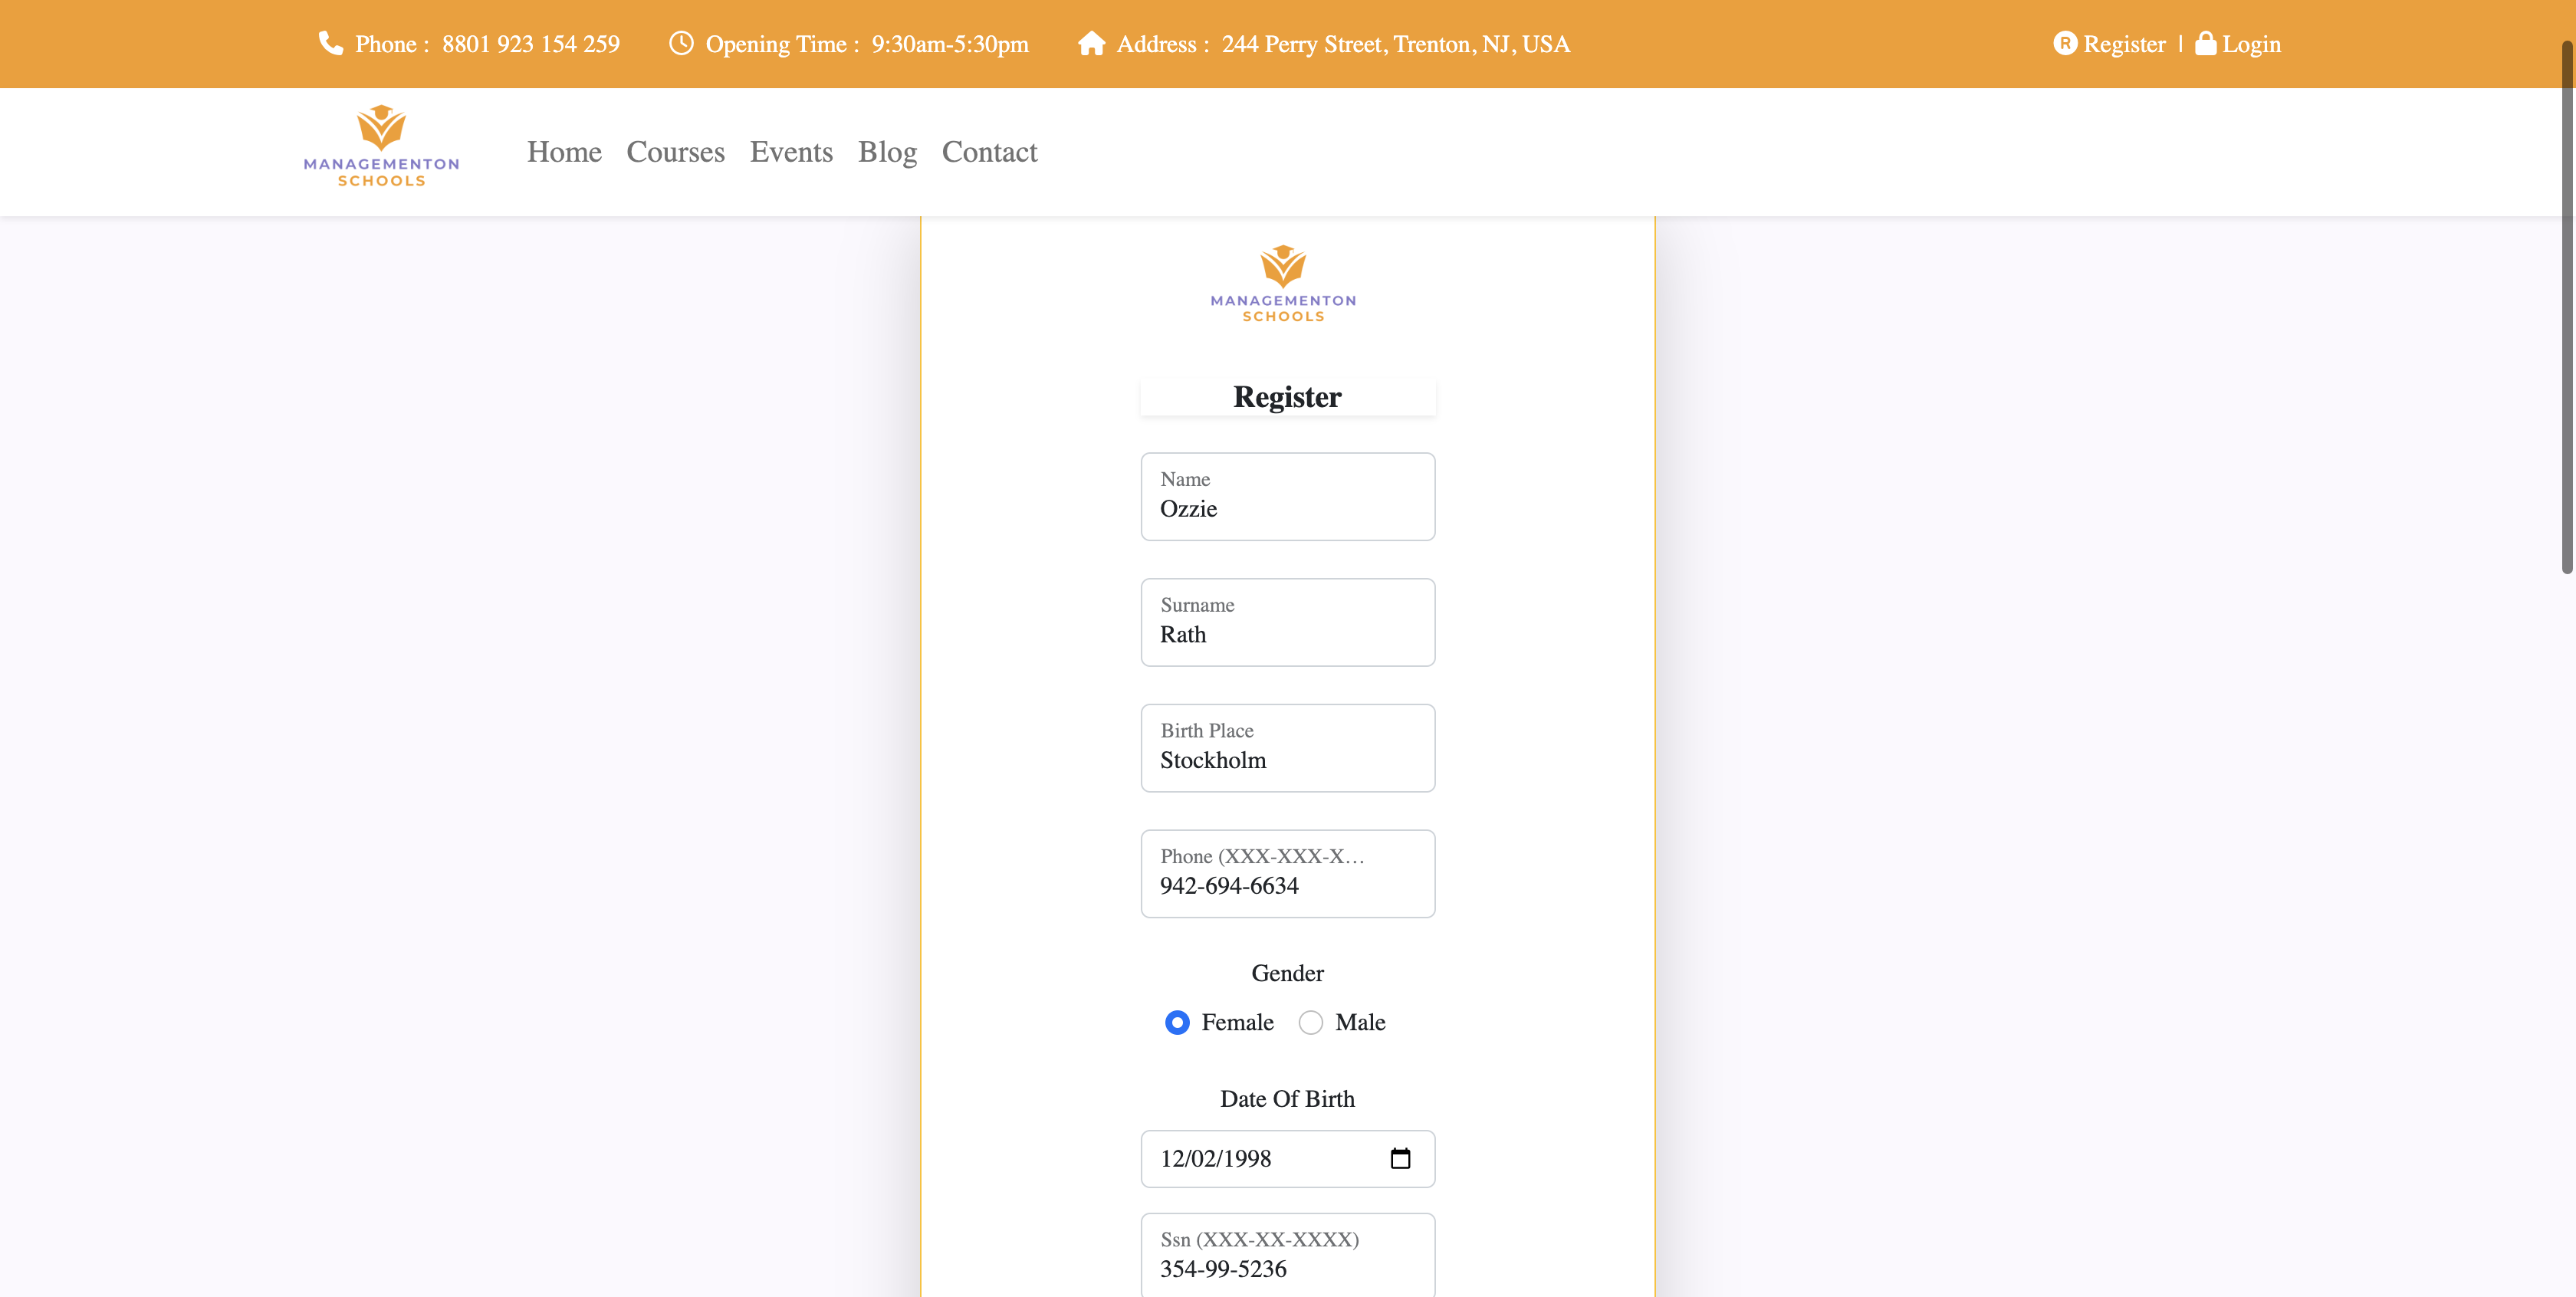 Phone : 8801 923 154 259 Opening Time : 9:30am-5:30pm Address : 244 Perry Street, Trenton, NJ, USA Register | Login
MANAGEMENTON
SCHOOLS
Home Courses Events Blog Contact
MANAGEMENTON
SCHOOLS
Register
Name
Ozzie
Surname
Rath
Birth Place
Stockholm
Phone (XXX-XXX-X…
942-694-6634
Gender
Female Male
Date Of Birth
12/02/1998
Ssn (XXX-XX-XXXX)
354-99-5236